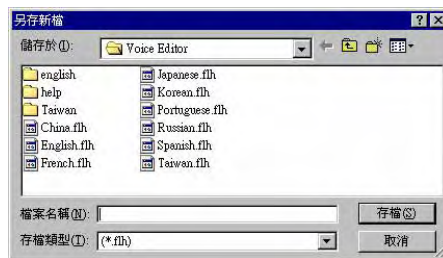 另存新檔
儲存於(I): Voice Editor
english
help
Taiwan
China.flh
English.flh
French.flh
Japanese.flh
Korean.flh
Portuguese.flh
Russian.flh
Spanish.flh
Taiwan.flh
檔案名稱(N): 存檔(S)
存檔類型(T): (*.flh) 取消